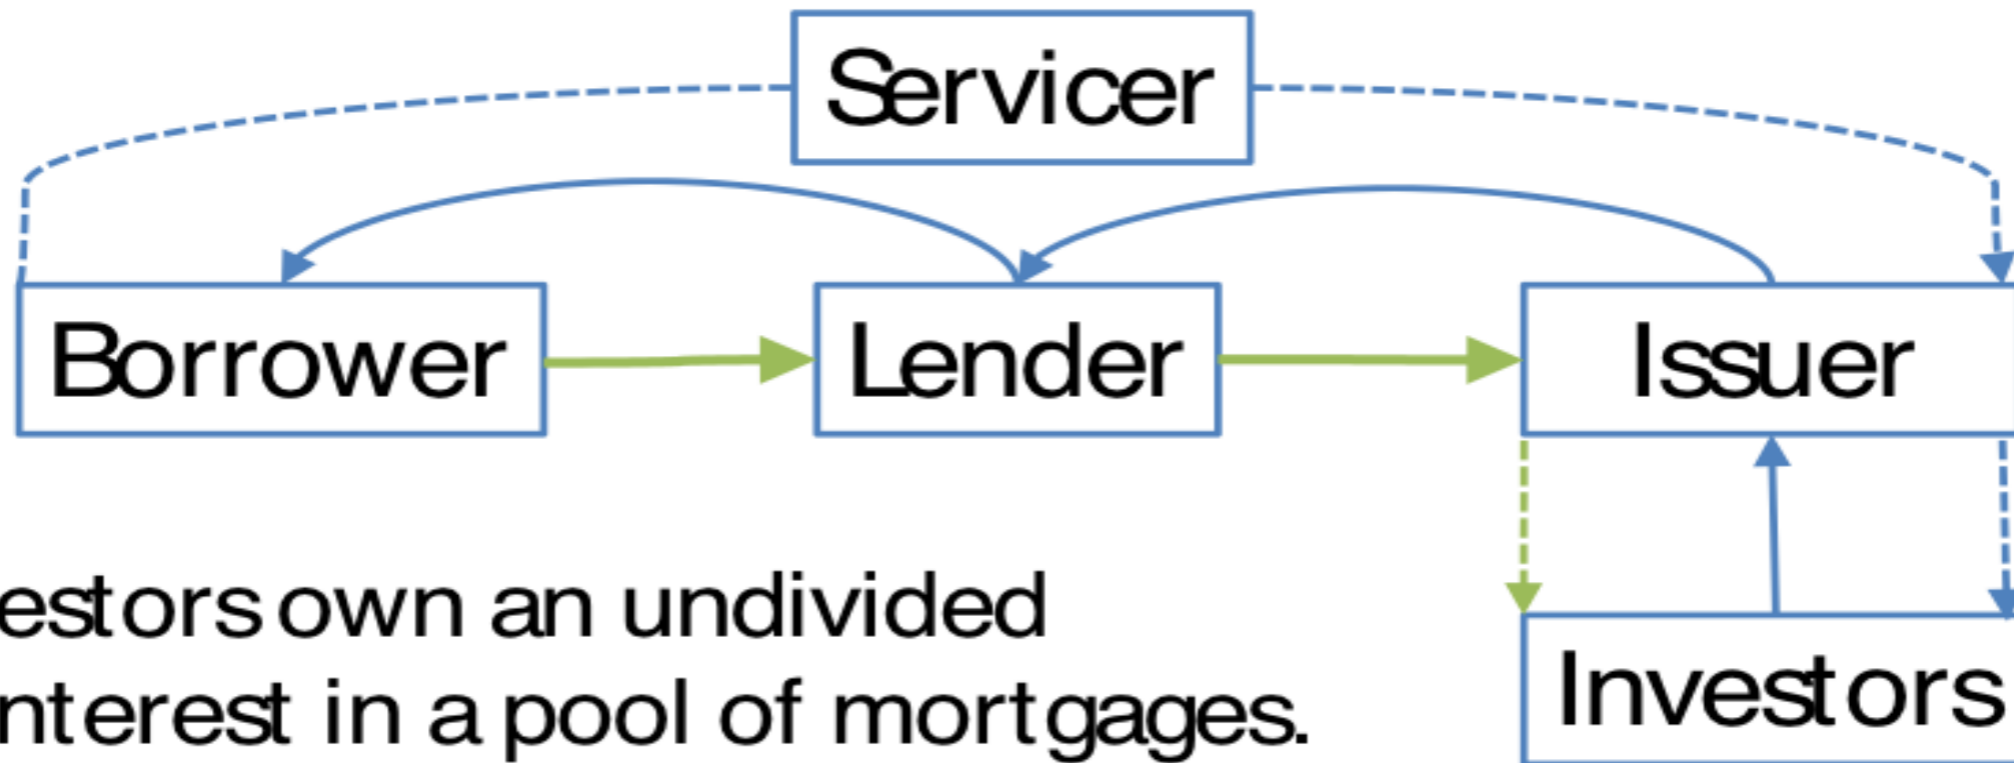 Servicer
Borrower
Lender
Issuer
estors own an undivided
nterest in a pool of mortgages.
Investors